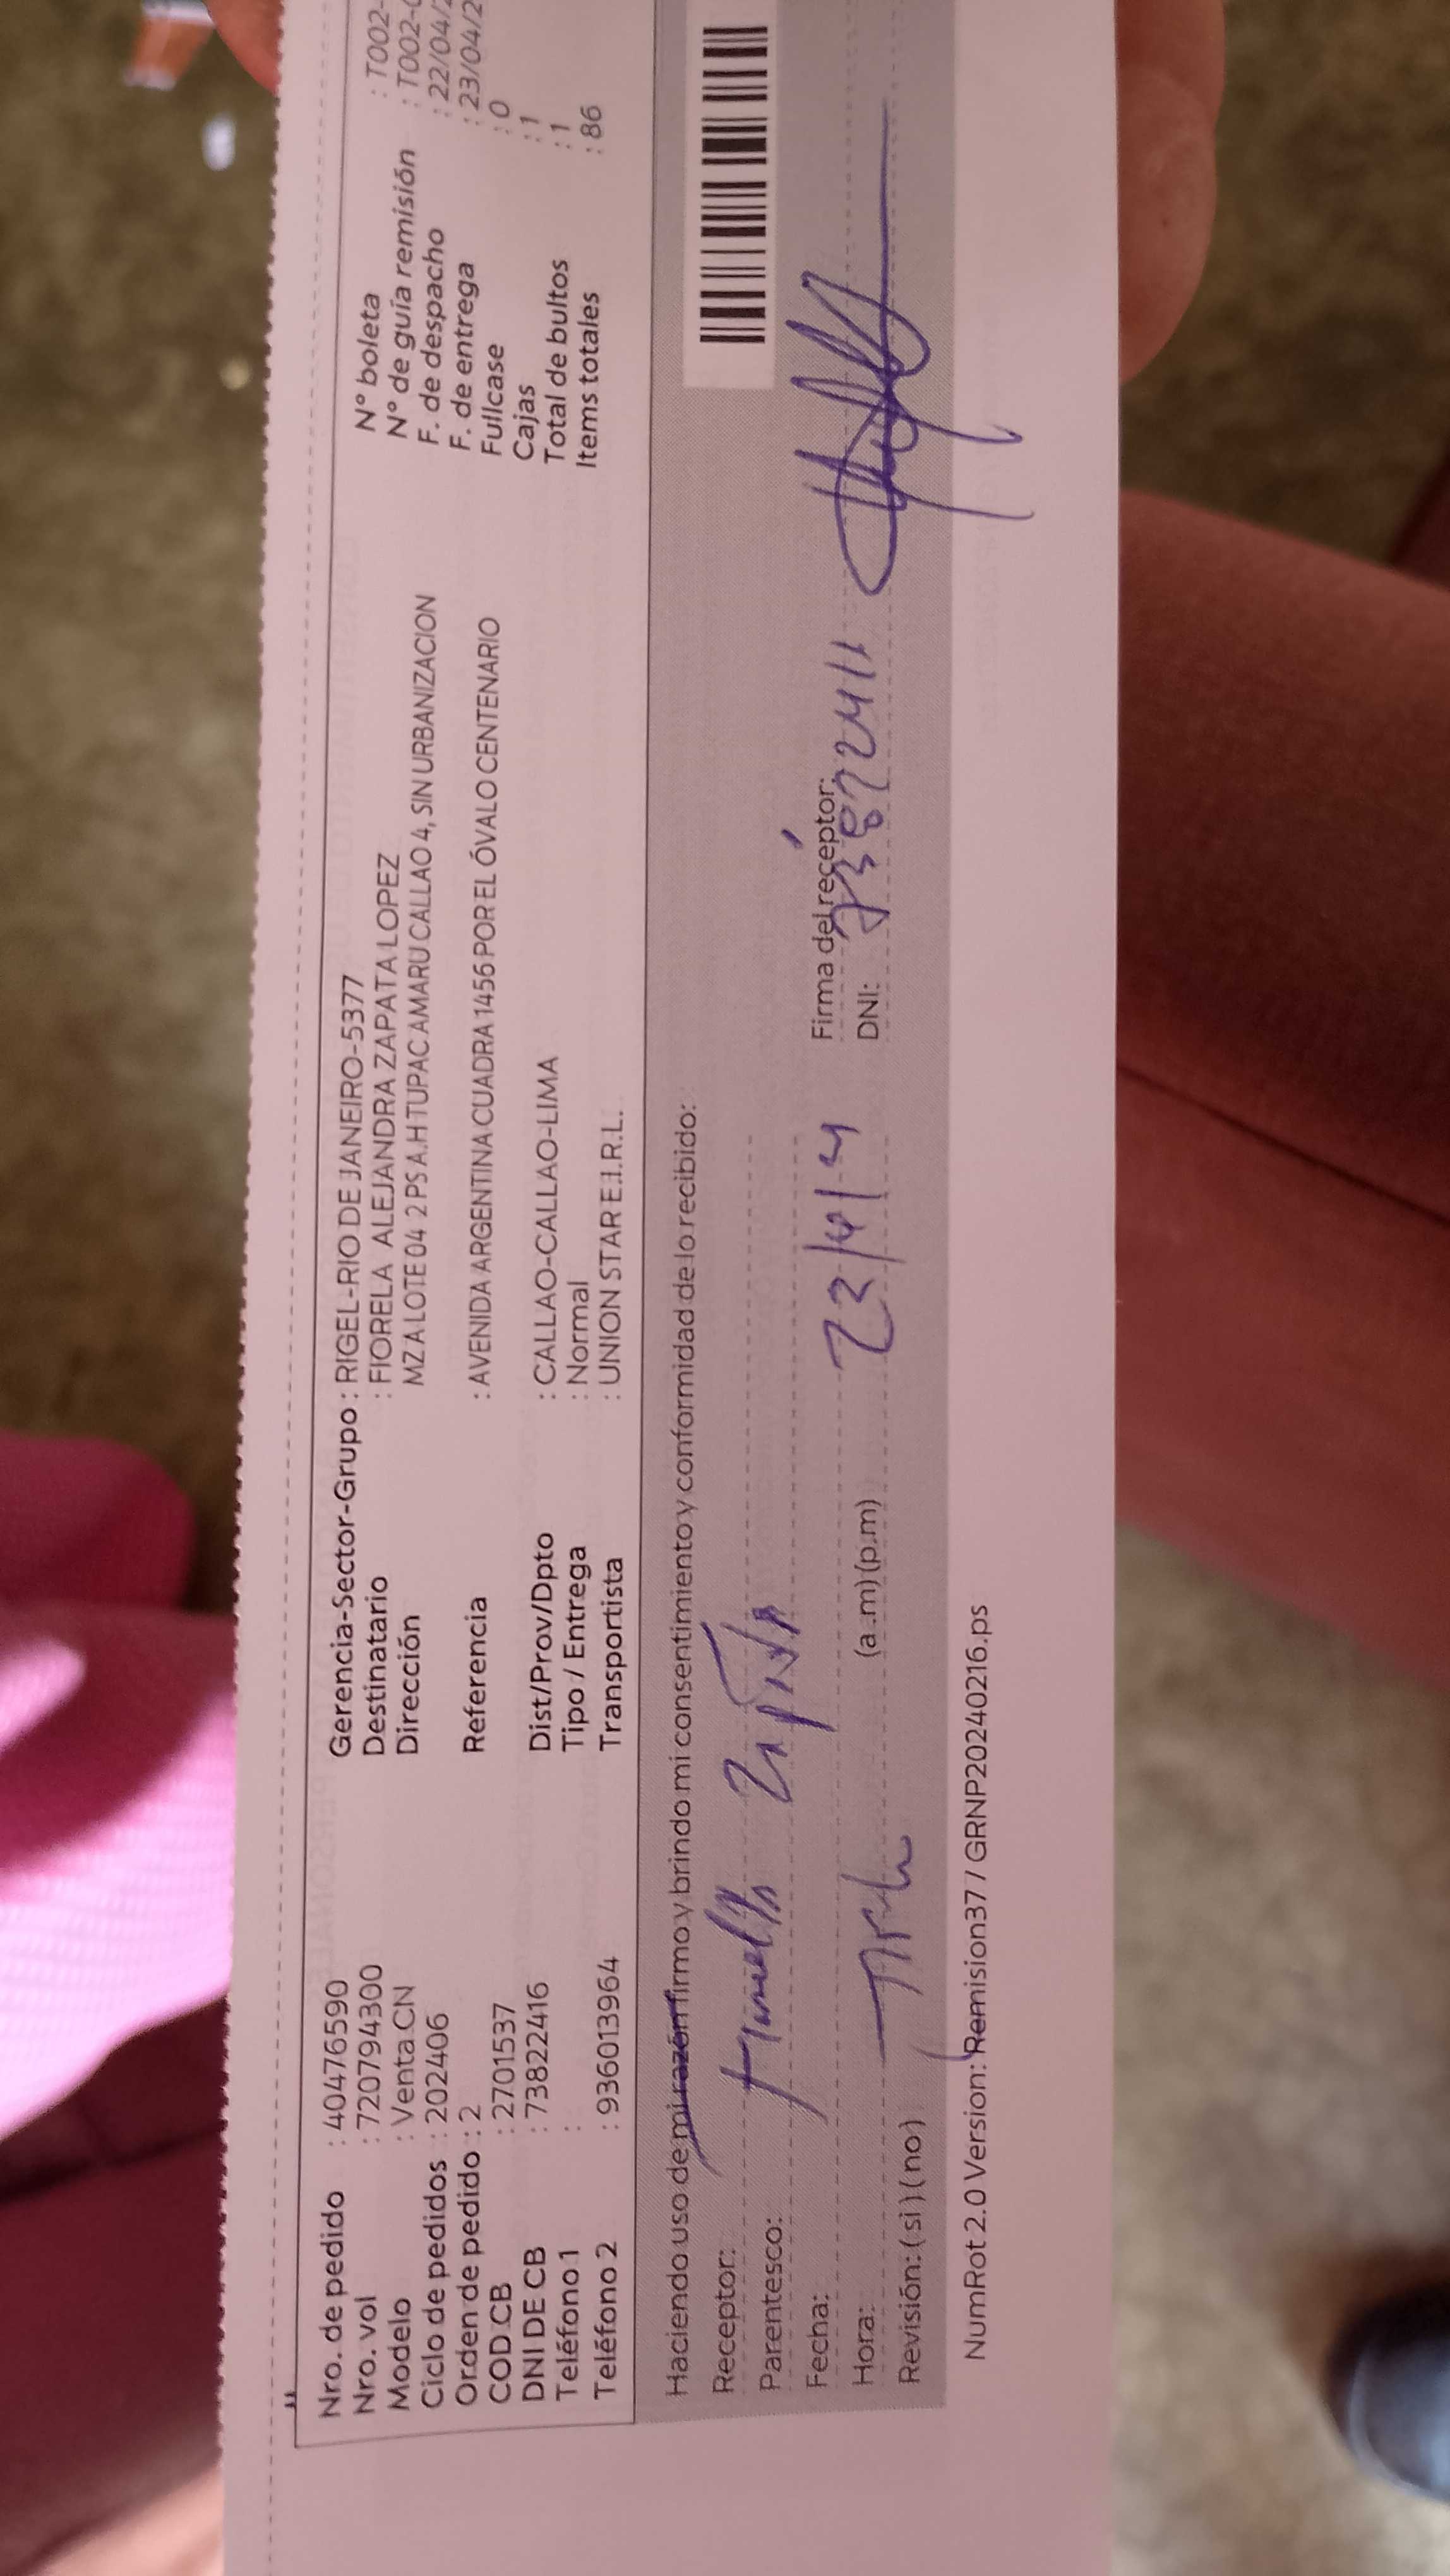 Nro. de pedido : 40476590
Nro. vol : 720794300
Modelo : Venta CN
Ciclo de pedidos : 202406
Orden de pedido : 2
COD CB : 2701537
DNI DE CB : 73822416
Teléfono 1 :
Teléfono 2 : 936013964
Gerencia-Sector-Grupo : RIGEL-RIO DE JANEIRO-5377
Destinatario : FIORELA ALEJANDRA ZAPATA LOPEZ
Dirección MZ A LOTE 04 2 PS A.H TUPAC AMARU CALLAO 4, SIN URBANIZACION
Referencia : AVENIDA ARGENTINA CUADRA 1456 POR EL ÓVALO CENTENARIO
Dist/Prov/Dpto : CALLAO-CALLAO-LIMA
Tipo / Entrega : Normal
Transportista : UNION STAR E.I.R.L.
N° boleta : T002-
N° de guía remisión : T002-
F. de despacho : 22/04/2
F. de entrega : 23/04/2
Fullcase : 0
Cajas : 1
Total de bultos : 1
Items totales : 86
Haciendo uso de mi razón firmo y brindo mi consentimiento y conformidad de lo recibido:
Receptor: Zapata
Parentesco:
Fecha: 23/4/
Hora: (a.m) (p.m)
Revisión: ( si ) ( no )
Firma del receptor:
DNI:
NumRot 2.0 Version: Remision37 / GRNP20240216.ps